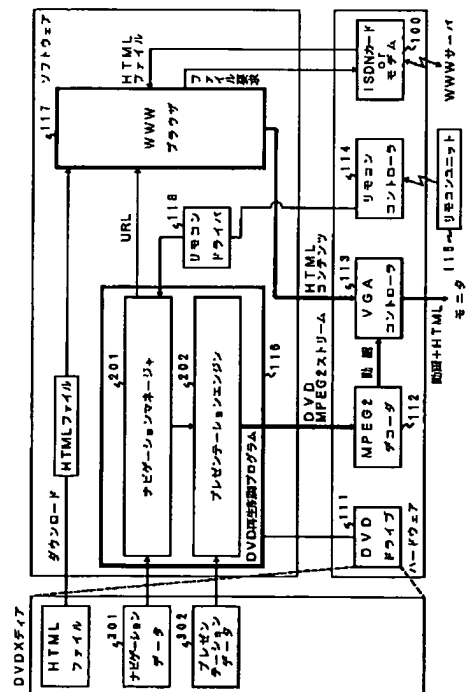 DVDメディア
HTML
ファイル
301
ナビゲーション
データ
302
プレゼン
テーション
データ
ダウンロード
HTMLファイル
ソフトウェア
117
WWW
ブラウザ
HTML
ファイル
ファイル要求
URL
118
リモコン
ドライバ
201
ナビゲーションマネージャ
202
プレゼンテーションエンジン
DVD再生制御プログラム
116
DVD
MPEG2ストリーム
HTML
コンテンツ
111
DVD
ドライブ
ハードウェア
MPEG2
デコーダ
112
動画
113
VGA
コントローラ
114
リモコン
コントローラ
ISDNカード
or
モデム
100
動画+HTML
モニタ
115
リモコンユニット
WWWサーバ